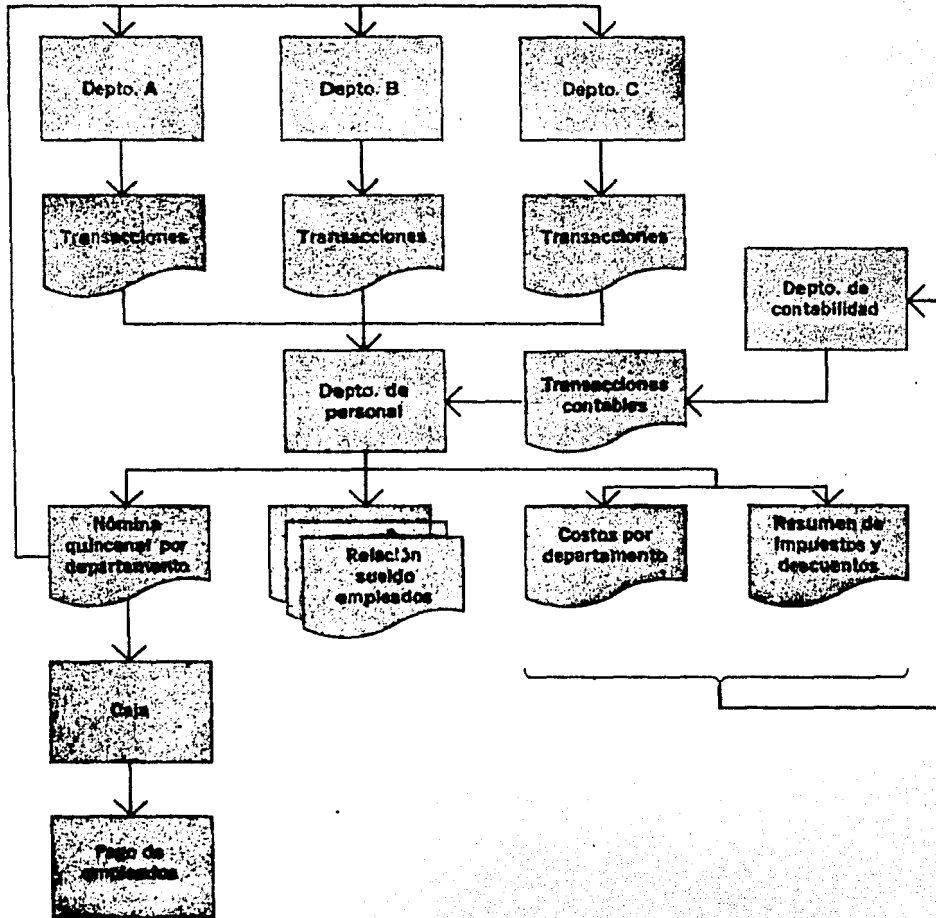 Depto. A
Depto. B
Depto. C
Transacciones
Transacciones
Transacciones
Depto. de
contabilidad
Depto. de
personal
Transacciones
contables
Nómina
quincenal por
departamento
Relación
sueldo
empleados
Costos por
departamento
Resumen de
impuestos y
descuentos
Caja
Pago de
empleados